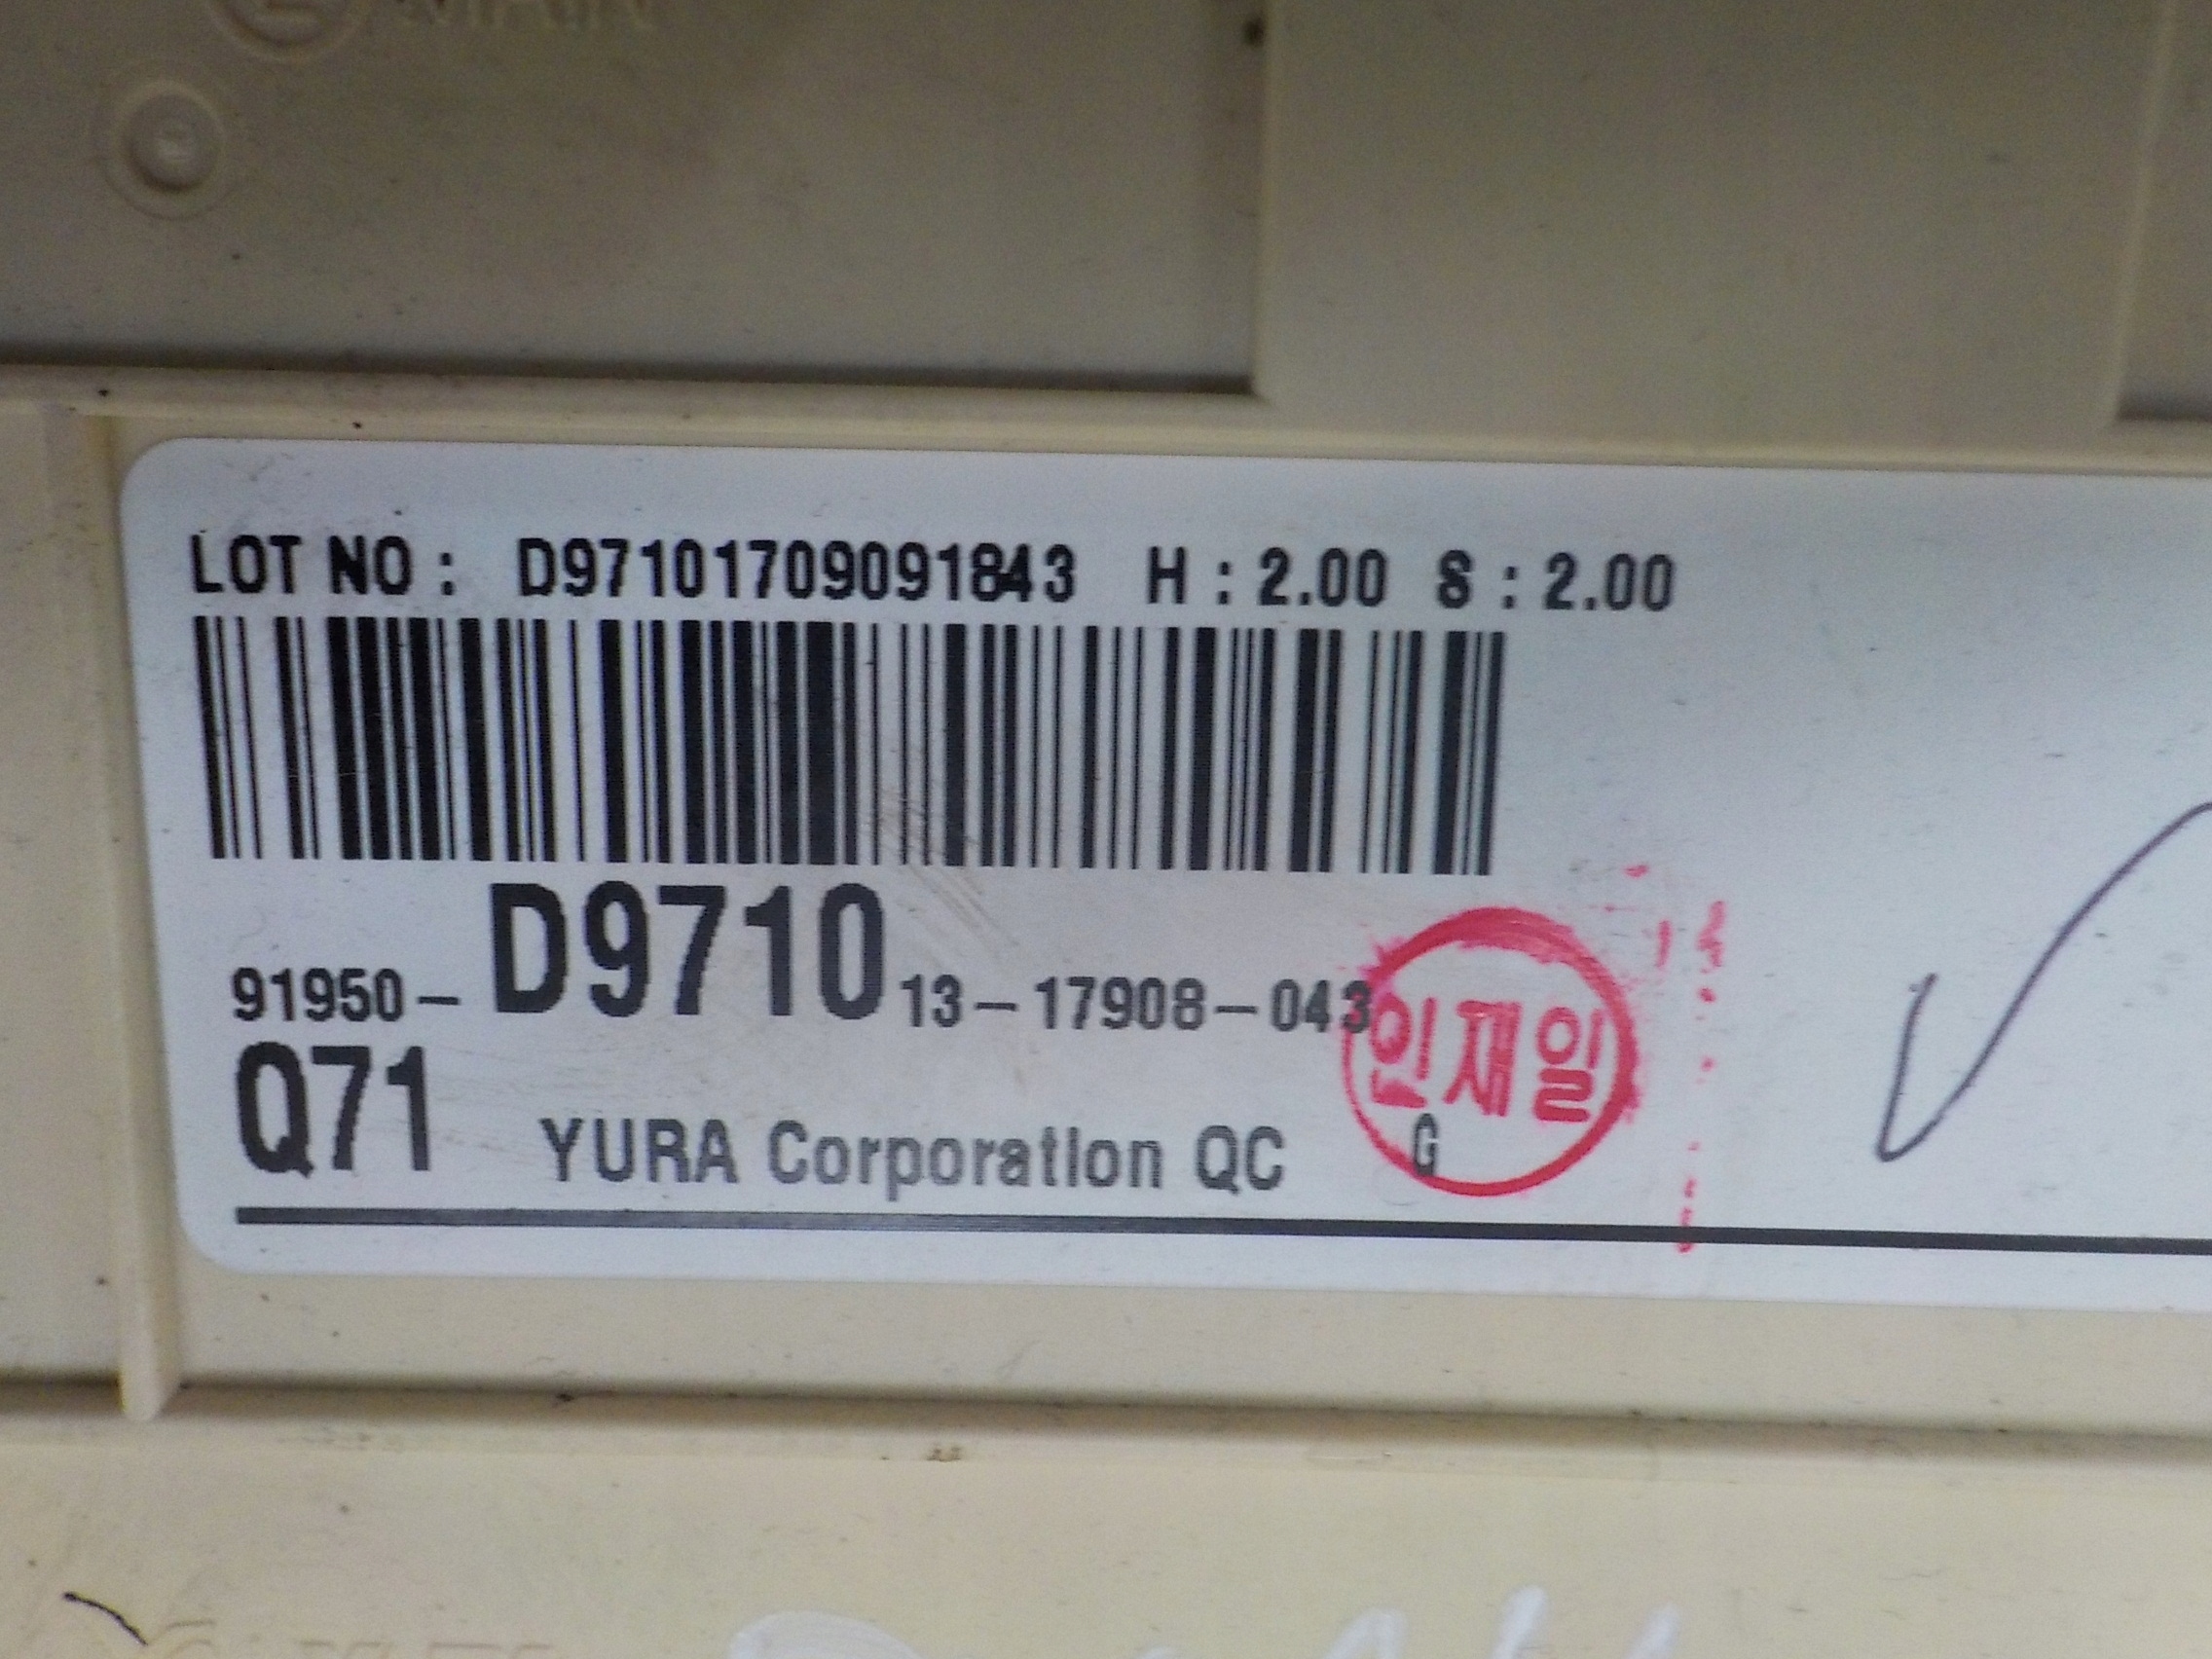 MAIN
LOT NO : D97101709091843 H : 2.00 S : 2.00
91950-D9710 13-17908-043
Q71 YURA Corporation QC G
인재일